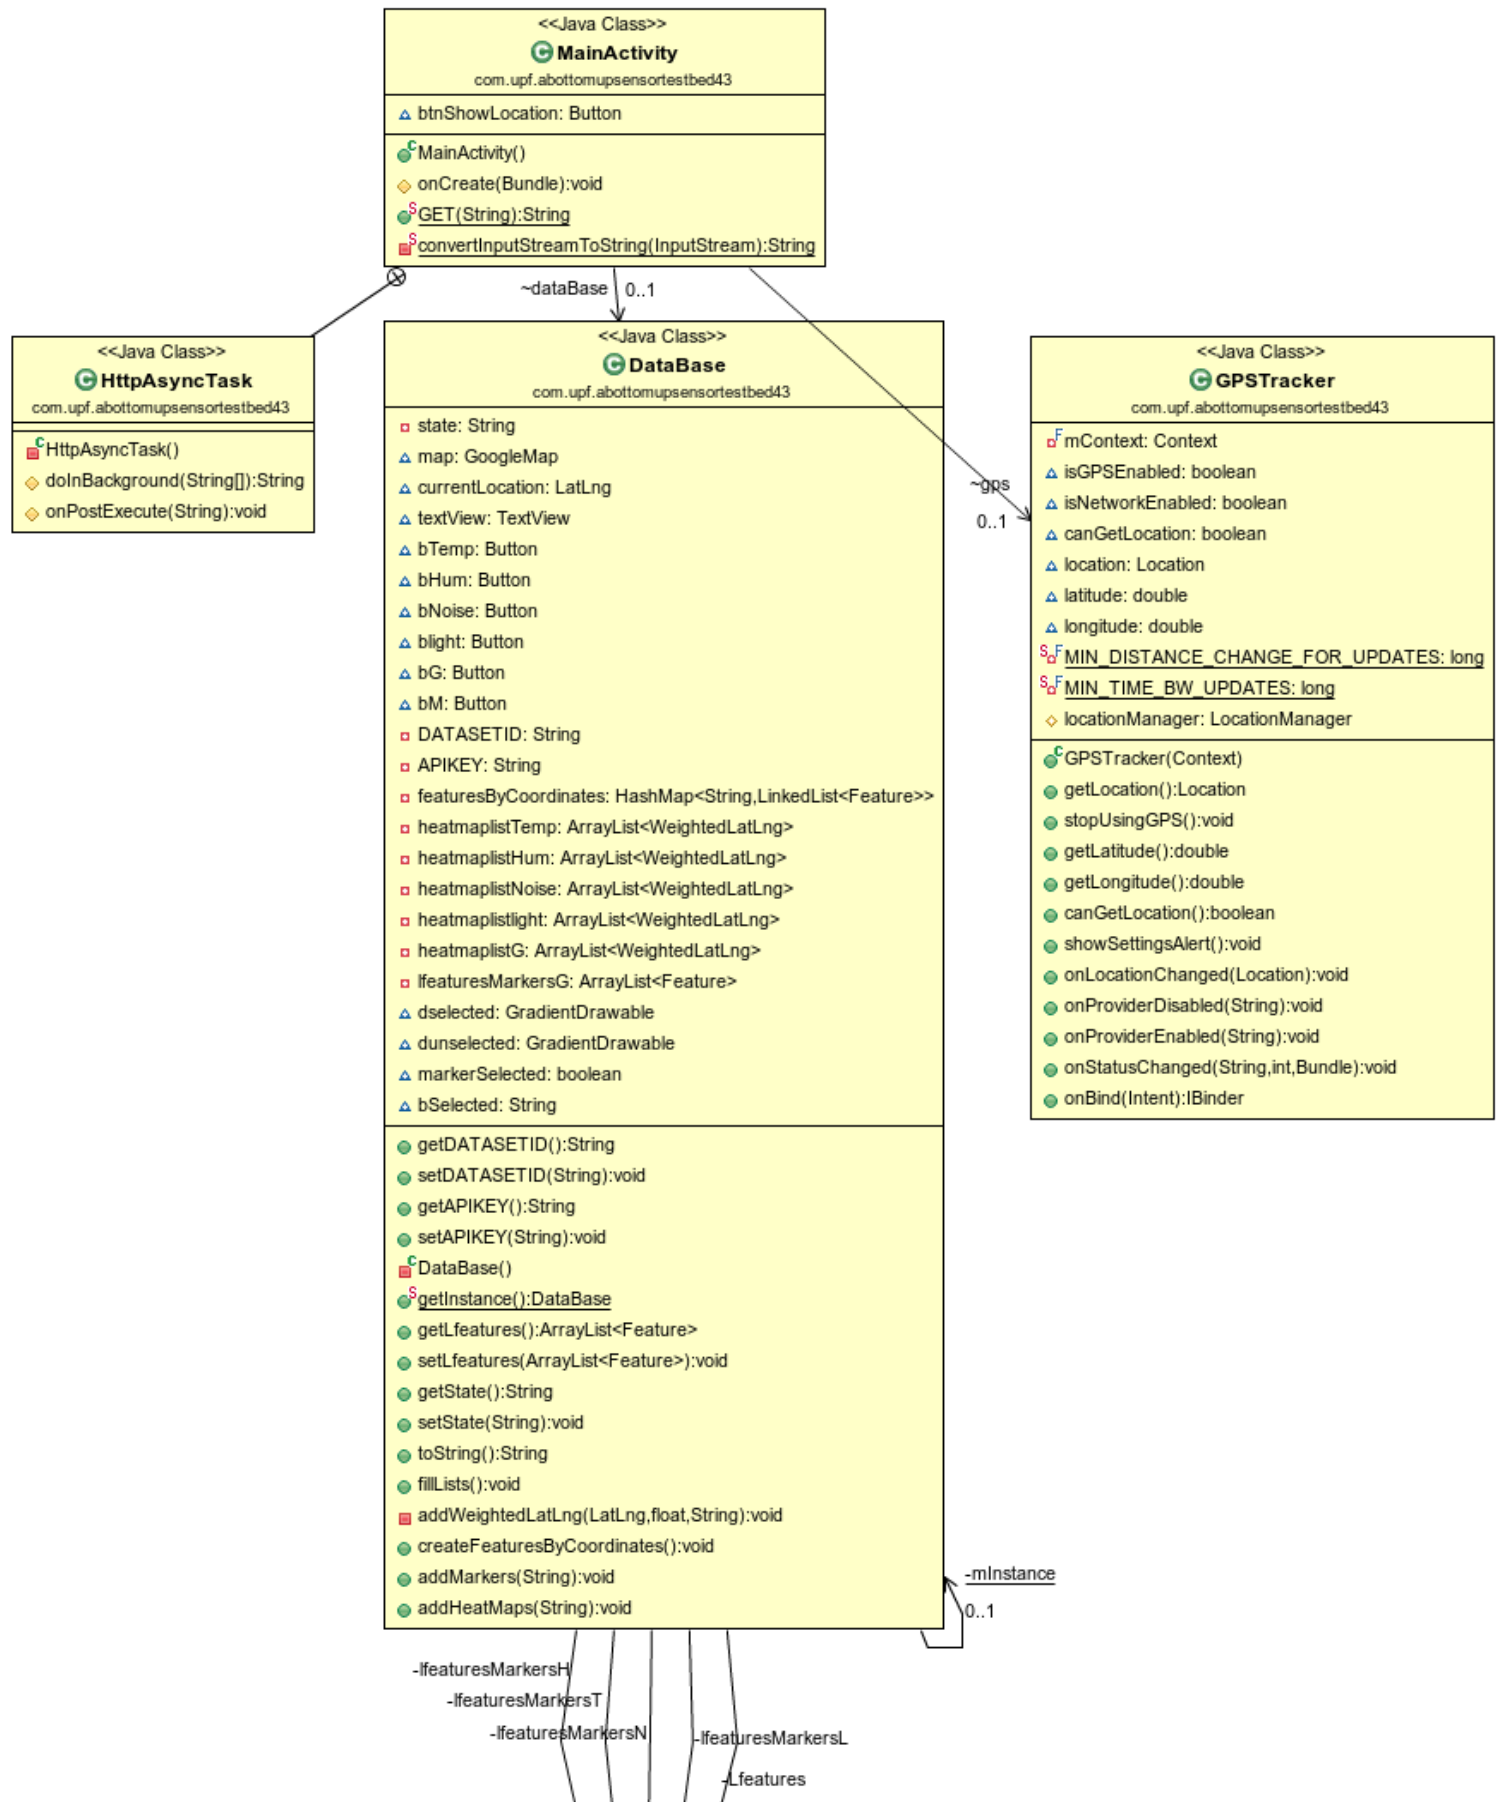 <<Java Class>>
MainActivity
com.upf.abottomupsensortestbed43
btnShowLocation: Button
MainActivity()
onCreate(Bundle):void
GET(String):String
convertInputStreamToString(InputStream):String
~dataBase 0..1
<<Java Class>>
HttpAsyncTask
com.upf.abottomupsensortestbed43
HttpAsyncTask()
doInBackground(String[]):String
onPostExecute(String):void
<<Java Class>>
DataBase
com.upf.abottomupsensortestbed43
state: String
map: GoogleMap
currentLocation: LatLng
textView: TextView
bTemp: Button
bHum: Button
bNoise: Button
blight: Button
bG: Button
bM: Button
DATASETID: String
APIKEY: String
featuresByCoordinates: HashMap<String,LinkedList<Feature>>
heatmaplistTemp: ArrayList<WeightedLatLng>
heatmaplistHum: ArrayList<WeightedLatLng>
heatmaplistNoise: ArrayList<WeightedLatLng>
heatmaplistlight: ArrayList<WeightedLatLng>
heatmaplistG: ArrayList<WeightedLatLng>
lfeaturesMarkersG: ArrayList<Feature>
dselected: GradientDrawable
dunselected: GradientDrawable
markerSelected: boolean
bSelected: String
getDATASETID():String
setDATASETID(String):void
getAPIKEY():String
setAPIKEY(String):void
DataBase()
getInstance():DataBase
getLfeatures():ArrayList<Feature>
setLfeatures(ArrayList<Feature>):void
getState():String
setState(String):void
toString():String
fillLists():void
addWeightedLatLng(LatLng,float,String):void
createFeaturesByCoordinates():void
addMarkers(String):void
addHeatMaps(String):void
~gps
0..1
<<Java Class>>
GPSTracker
com.upf.abottomupsensortestbed43
mContext: Context
isGPSEnabled: boolean
isNetworkEnabled: boolean
canGetLocation: boolean
location: Location
latitude: double
longitude: double
MIN_DISTANCE_CHANGE_FOR_UPDATES: long
MIN_TIME_BW_UPDATES: long
locationManager: LocationManager
GPSTracker(Context)
getLocation():Location
stopUsingGPS():void
getLatitude():double
getLongitude():double
canGetLocation():boolean
showSettingsAlert():void
onLocationChanged(Location):void
onProviderDisabled(String):void
onProviderEnabled(String):void
onStatusChanged(String,int,Bundle):void
onBind(Intent):IBinder
-mInstance
0..1
-lfeaturesMarkersH
-lfeaturesMarkersT
-lfeaturesMarkersN
-lfeaturesMarkersL
-Lfeatures